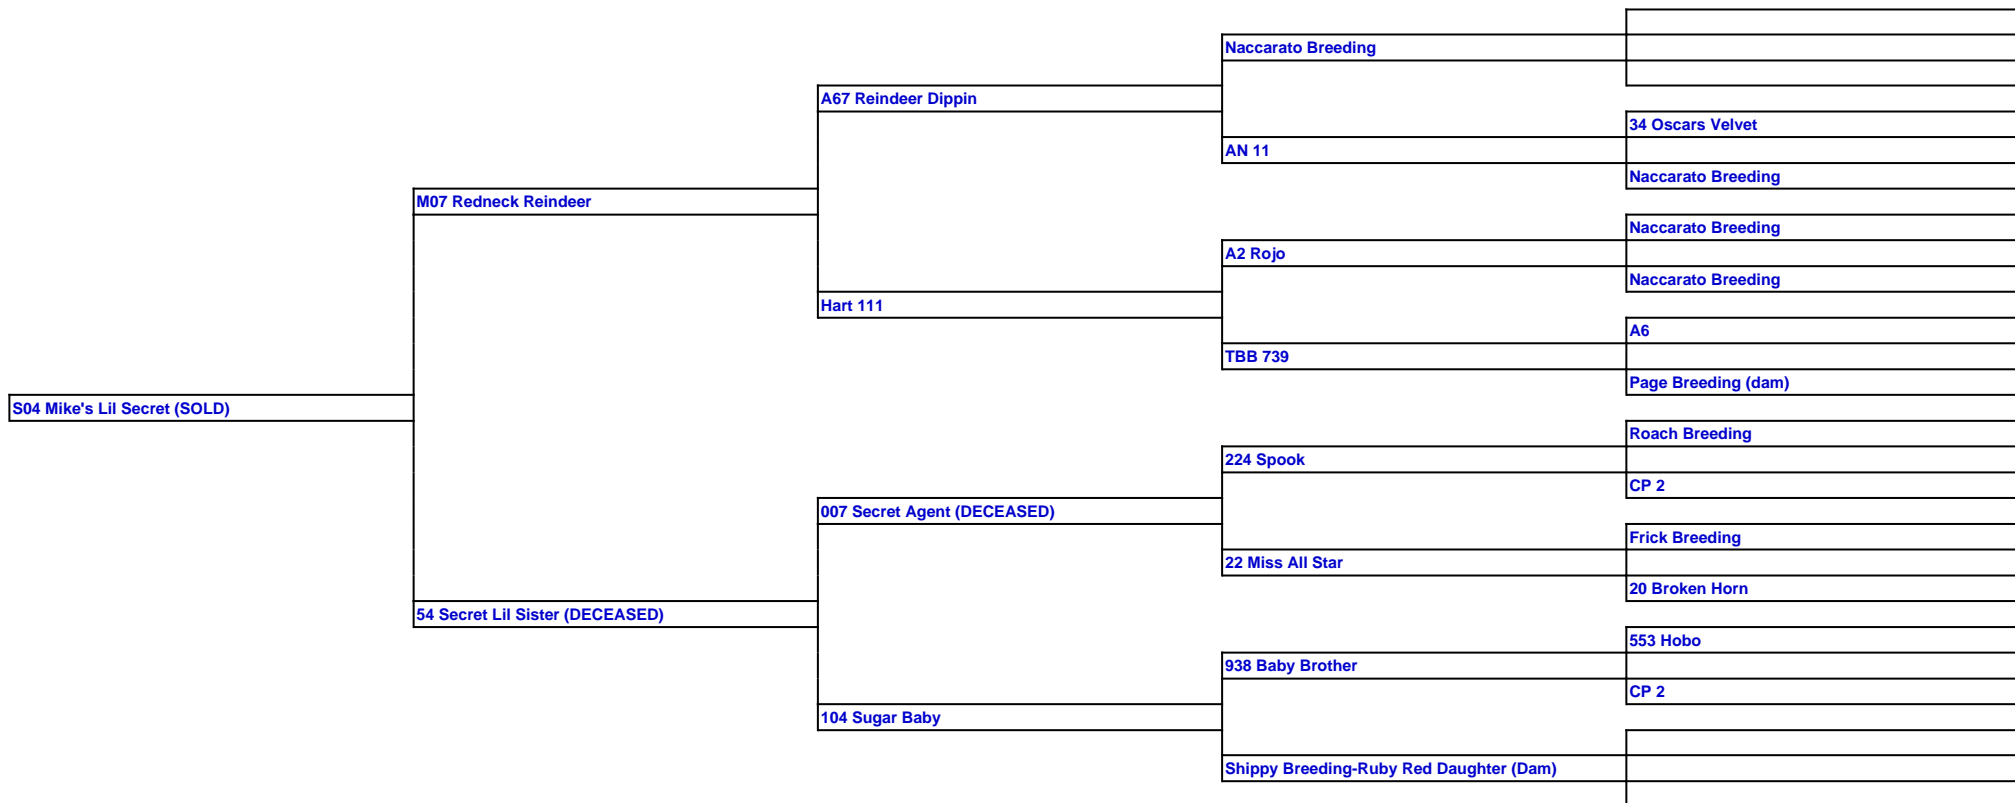 Naccarato Breeding
A67 Reindeer Dippin
34 Oscars Velvet
AN 11
Naccarato Breeding
M07 Redneck Reindeer
Naccarato Breeding
A2 Rojo
Naccarato Breeding
Hart 111
A6
TBB 739
Page Breeding (dam)
S04 Mike's Lil Secret (SOLD)
Roach Breeding
224 Spook
CP 2
007 Secret Agent (DECEASED)
Frick Breeding
22 Miss All Star
20 Broken Horn
54 Secret Lil Sister (DECEASED)
553 Hobo
938 Baby Brother
CP 2
104 Sugar Baby
Shippy Breeding-Ruby Red Daughter (Dam)